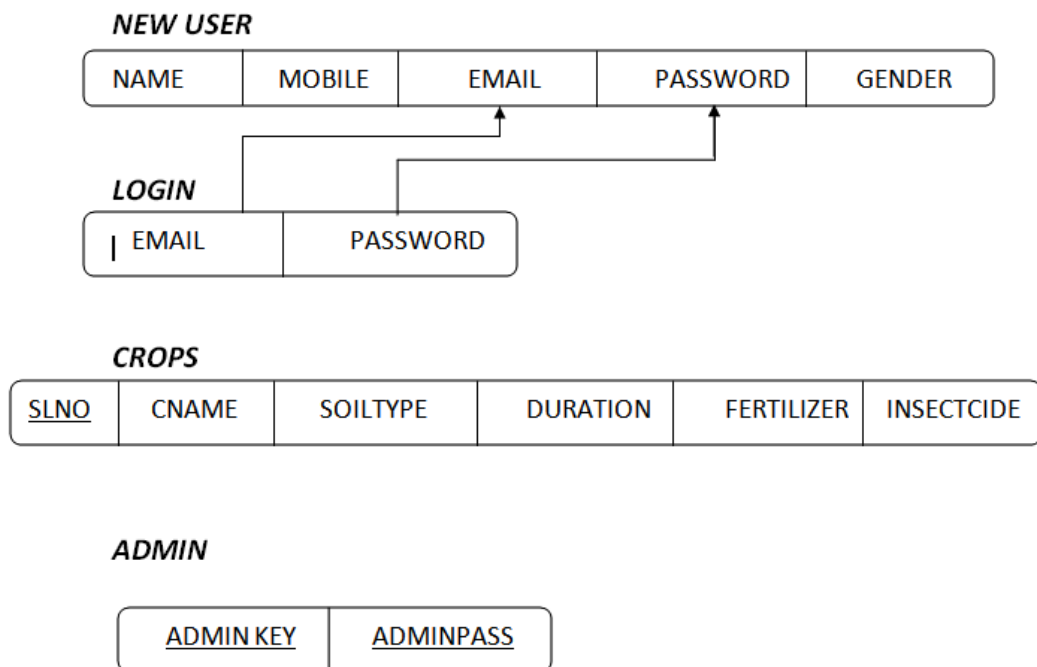 NEW USER
NAME MOBILE EMAIL PASSWORD GENDER
LOGIN
EMAIL PASSWORD
CROPS
SLNO CNAME SOILTYPE DURATION FERTILIZER INSECTCIDE
ADMIN
ADMIN KEY ADMINPASS